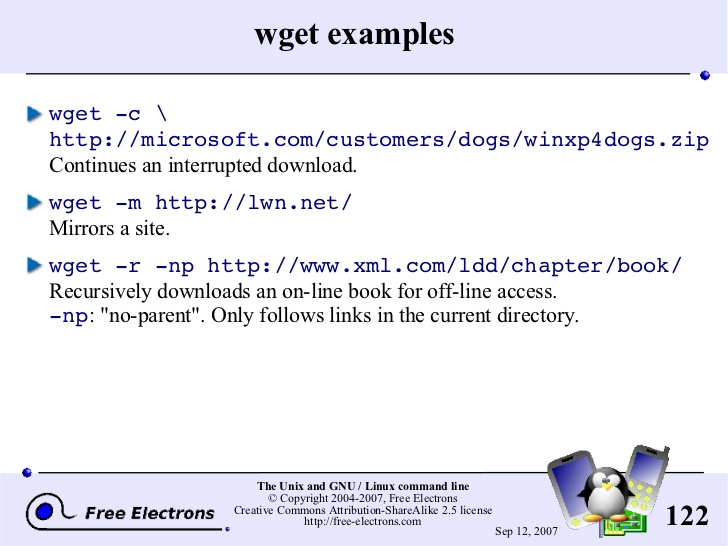 wget examples
wget -c \
http://microsoft.com/customers/dogs/winxp4dogs.zip
Continues an interrupted download.
wget -m http://lwn.net/
Mirrors a site.
wget -r -np http://www.xml.com/ldd/chapter/book/
Recursively downloads an on-line book for off-line access.
-np: "no-parent". Only follows links in the current directory.
Free Electrons
The Unix and GNU / Linux command line
© Copyright 2004-2007, Free Electrons
Creative Commons Attribution-ShareAlike 2.5 license
http://free-electrons.com
Sep 12, 2007
122